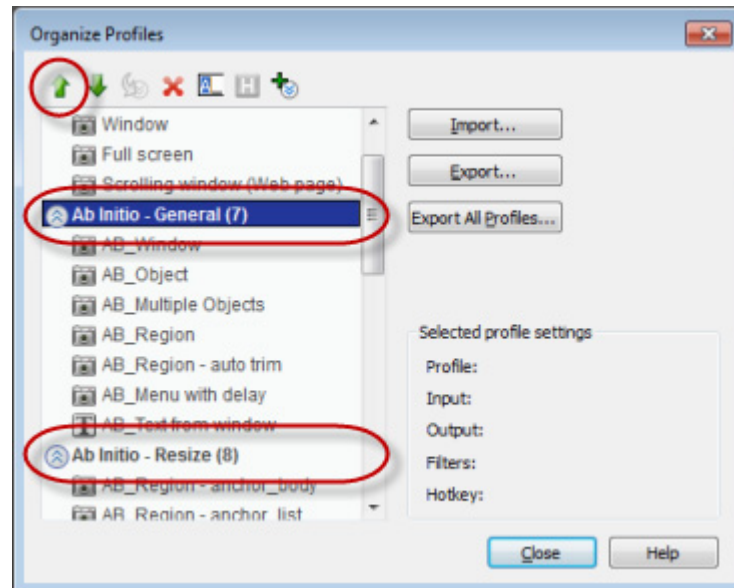 Organize Profiles
Window
Full screen
Scrolling window (Web page)
Ab Initio - General (7)
AB_Window
AB_Object
AB_Multiple Objects
AB_Region
AB_Region - auto trim
AB_Menu with delay
AB_Text from window
Ab Initio - Resize (8)
AB_Region - anchor_body
AB_Region - anchor_list
Import...
Export...
Export All Profiles...
Selected profile settings
Profile:
Input:
Output:
Filters:
Hotkey:
Close
Help